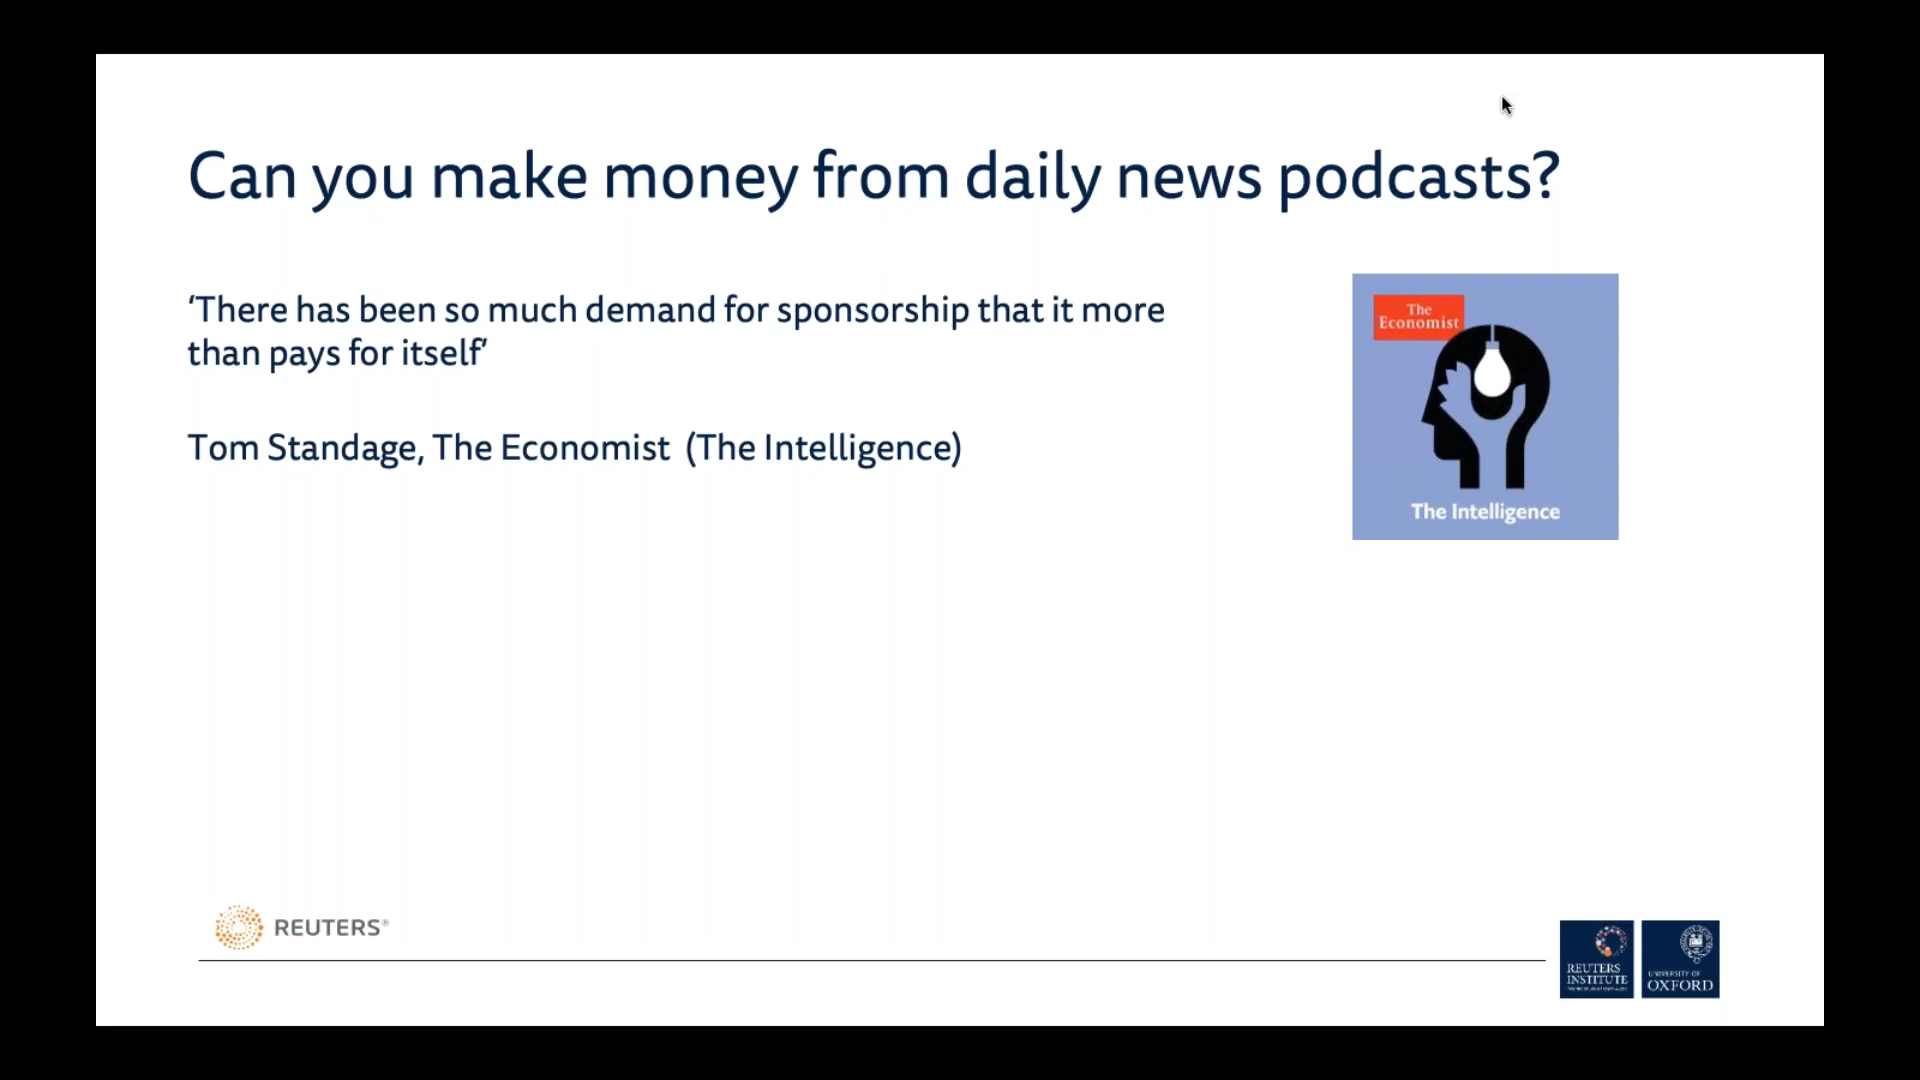 Can you make money from daily news podcasts?
‘There has been so much demand for sponsorship that it more
than pays for itself’
Tom Standage, The Economist (The Intelligence)
The
Economist
The Intelligence
REUTERS®
REUTERS
INSTITUTE
UNIVERSITY OF
OXFORD